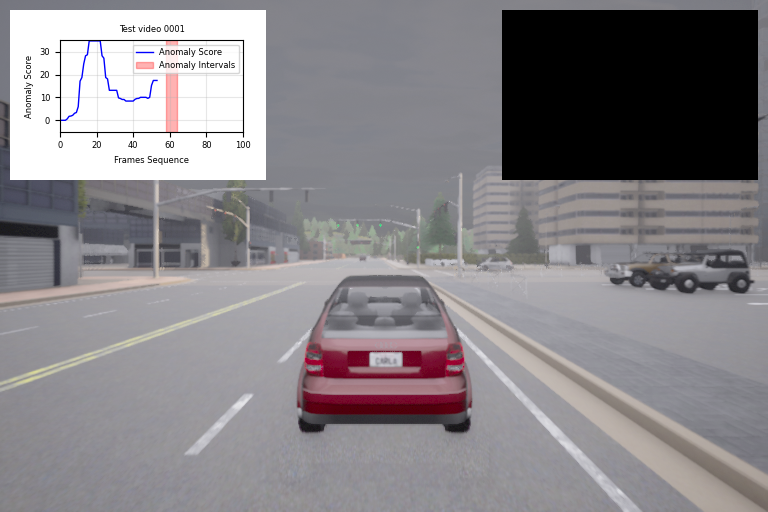 Test video 0001
Anomaly Score
Anomaly Intervals
Anomaly Score
30
20
10
0
0 20 40 60 80 100
Frames Sequence
CARLA